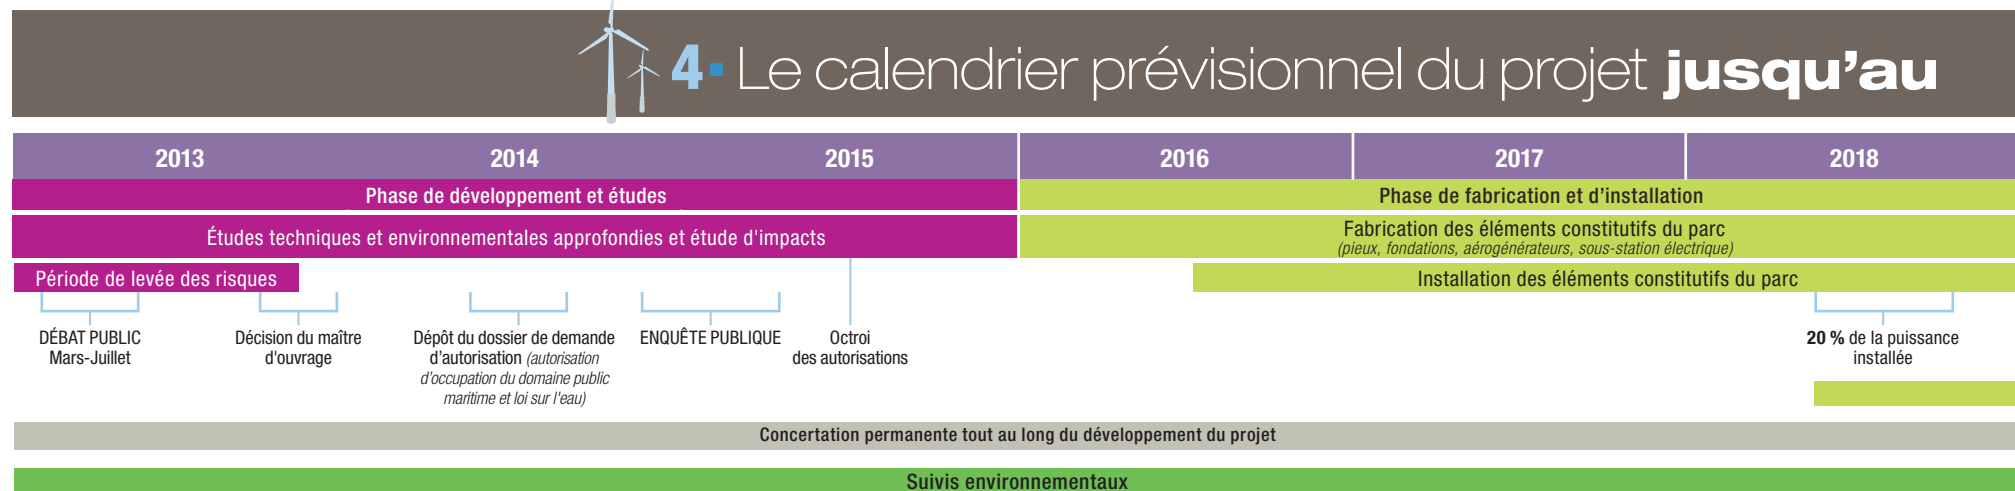 4▪ Le calendrier prévisionnel du projet jusqu’au
2013 2014 2015 2016 2017 2018
Phase de développement et études
Phase de fabrication et d’installation
Études techniques et environnementales approfondies et étude d'impacts
Fabrication des éléments constitutifs du parc
(pieux, fondations, aérogénérateurs, sous-station électrique)
Période de levée des risques
Installation des éléments constitutifs du parc
DÉBAT PUBLIC
Mars-Juillet
Décision du maître
d'ouvrage
Dépôt du dossier de demande
d’autorisation (autorisation
d’occupation du domaine public
maritime et loi sur l'eau)
ENQUÊTE PUBLIQUE
Octroi
des autorisations
20 % de la puissance
installée
Concertation permanente tout au long du développement du projet
Suivis environnementaux